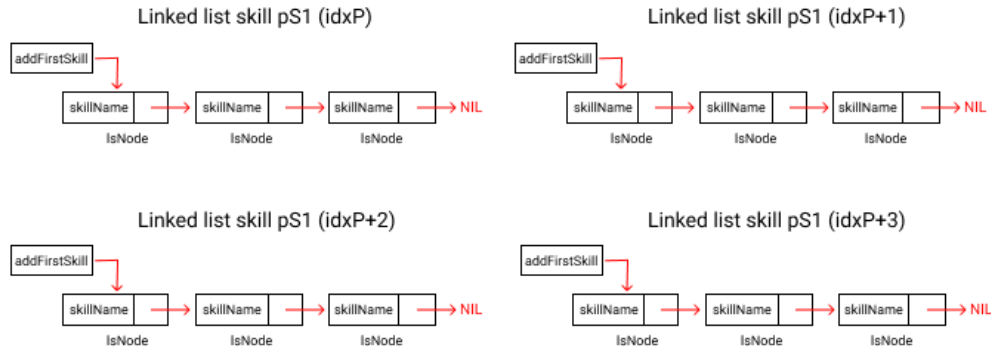 Linked list skill pS1 (idxP)
addFirstSkill
skillName skillName skillName NIL
lsNode lsNode lsNode
Linked list skill pS1 (idxP+1)
addFirstSkill
skillName skillName skillName NIL
lsNode lsNode lsNode
Linked list skill pS1 (idxP+2)
addFirstSkill
skillName skillName skillName NIL
lsNode lsNode lsNode
Linked list skill pS1 (idxP+3)
addFirstSkill
skillName skillName skillName NIL
lsNode lsNode lsNode